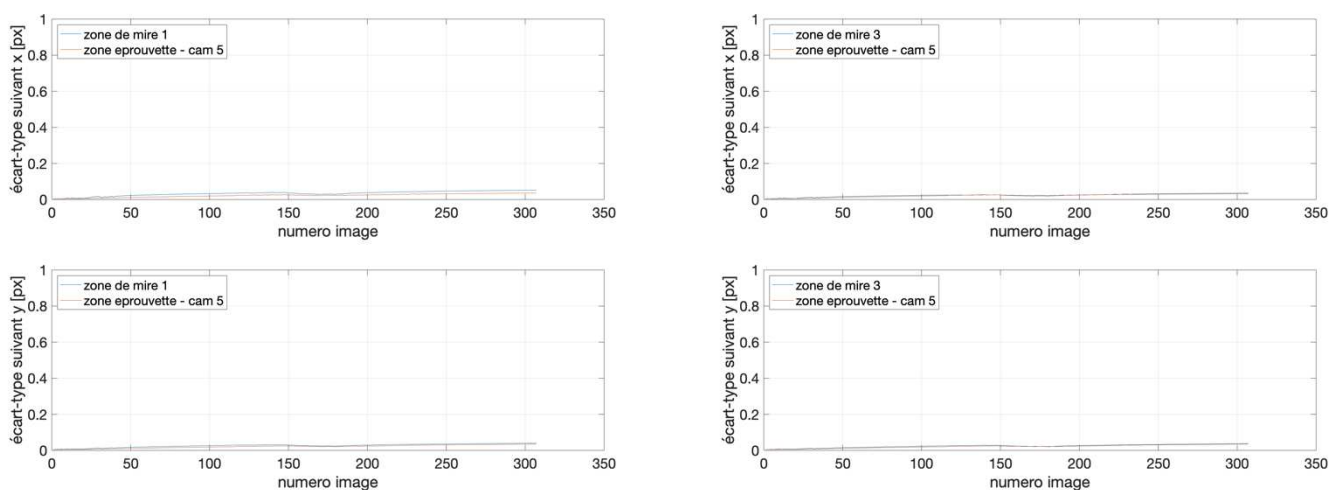 écart-type suivant x [px]
1
0.8
0.6
0.4
0.2
0
zone de mire 1
zone eprouvette - cam 5
0 50 100 150 200 250 300 350
numero image
écart-type suivant x [px]
1
0.8
0.6
0.4
0.2
0
zone de mire 3
zone eprouvette - cam 5
0 50 100 150 200 250 300 350
numero image
écart-type suivant y [px]
1
0.8
0.6
0.4
0.2
0
zone de mire 1
zone eprouvette - cam 5
0 50 100 150 200 250 300 350
numero image
écart-type suivant y [px]
1
0.8
0.6
0.4
0.2
0
zone de mire 3
zone eprouvette - cam 5
0 50 100 150 200 250 300 350
numero image